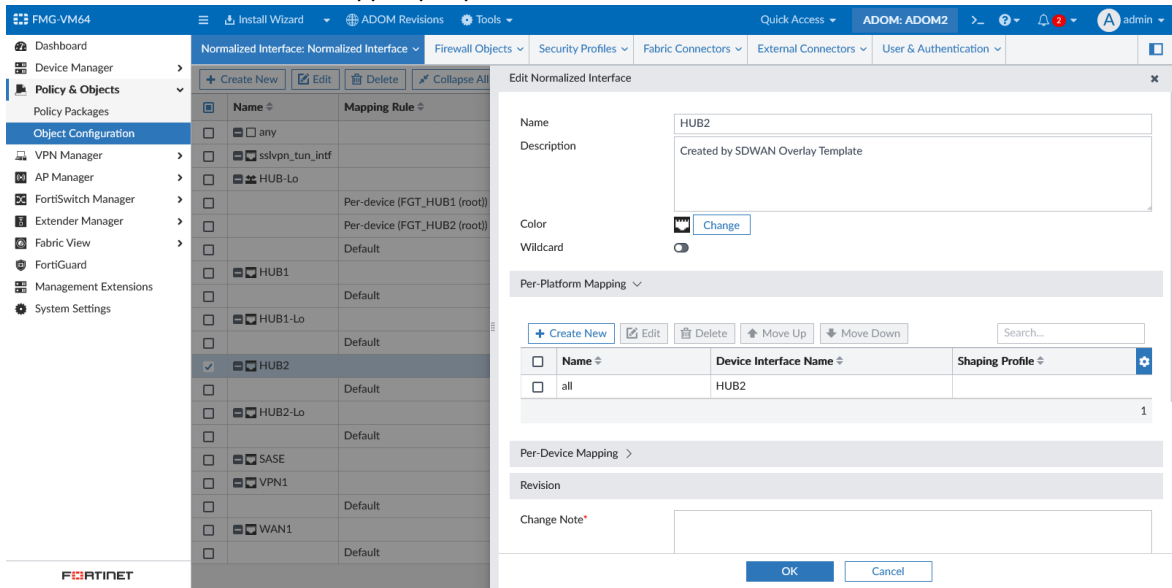 FMG-VM64
Install Wizard ADOM Revisions Tools Quick Access ADOM: ADOM2 >_ 2 A admin
Dashboard
Device Manager
Policy & Objects
Policy Packages
Object Configuration
VPN Manager
AP Manager
FortiSwitch Manager
Extender Manager
Fabric View
FortiGuard
Management Extensions
System Settings
FORTINET
Normalized Interface: Normalized Interface Firewall Objects Security Profiles Fabric Connectors External Connectors User & Authentication
+ Create New Edit Delete Collapse All
Name Mapping Rule
any
sslvpn_tun_intf
HUB-Lo
Per-device (FGT_HUB1 (root))
Per-device (FGT_HUB2 (root))
Default
HUB1
Default
HUB1-Lo
Default
HUB2
Default
HUB2-Lo
Default
SASE
VPN1
Default
WAN1
Default
Edit Normalized Interface
Name HUB2
Description Created by SDWAN Overlay Template
Color Change
Wildcard
Per-Platform Mapping
+ Create New Edit Delete Move Up Move Down Search...
Name Device Interface Name Shaping Profile
all HUB2
1
Per-Device Mapping
Revision
Change Note*
OK Cancel